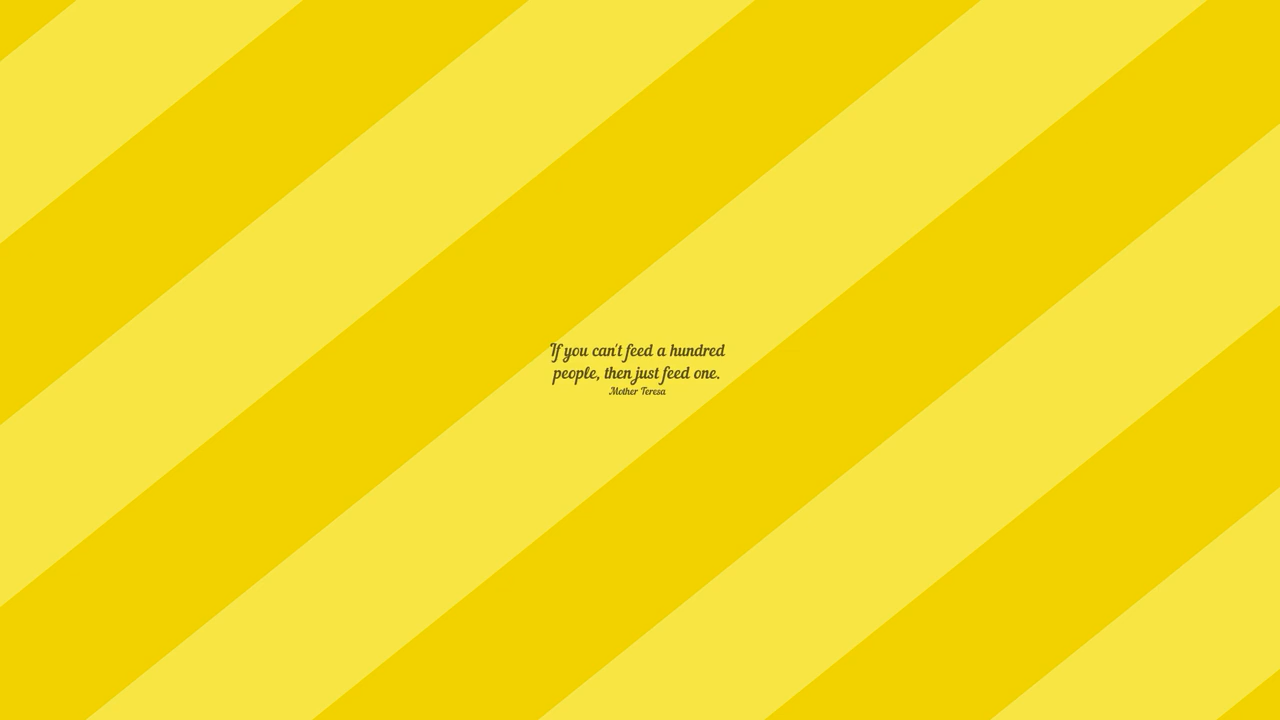 If you can't feed a hundred
people, then just feed one.
Mother Teresa